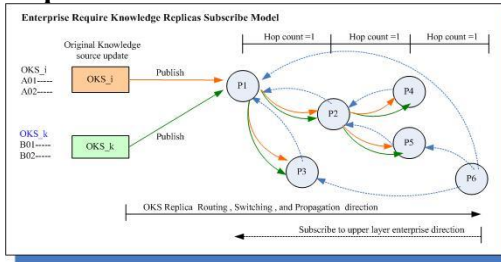 Enterprise Require Knowledge Replicas Subscribe Model
Hop count =1
Hop count =1
Hop count =1
Original Knowledge
source update
OKS_i
A01-----
A02-----
OKS_i
Publish
P1
P4
P2
OKS_k
B01-----
B02-----
OKS_k
Publish
P5
P3
P6
OKS Replica Routing , Switching , and Propagation direction
Subscribe to upper layer enterprise direction